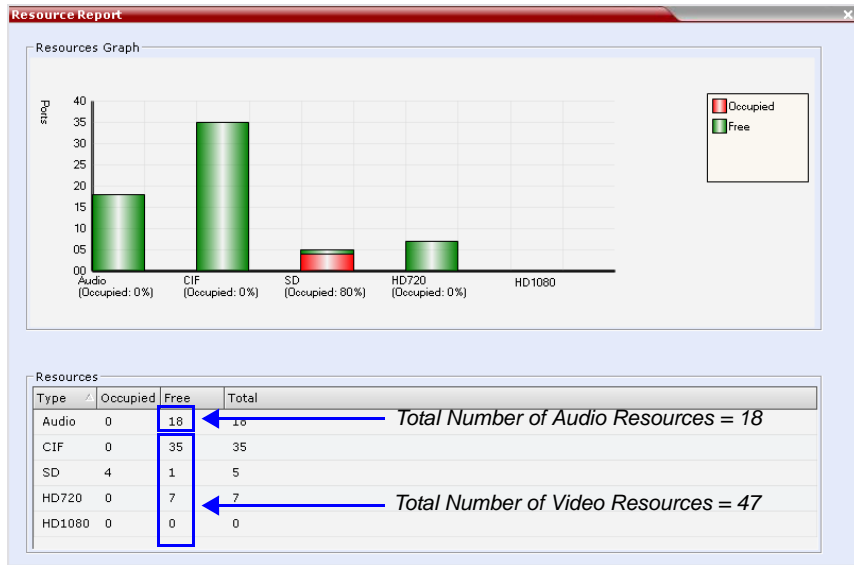 Resource Report
x
Resources Graph
Ports
40
35
30
25
20
15
10
05
00
Occupied
Free
Audio
(Occupied: 0%)
CIF
(Occupied: 0%)
SD
(Occupied: 80%)
HD720
(Occupied: 0%)
HD1080
Resources
Type Occupied Free Total
Audio 0 18 18 Total Number of Audio Resources = 18
CIF 0 35 35
SD 4 1 5
HD720 0 7 7 Total Number of Video Resources = 47
HD1080 0 0 0